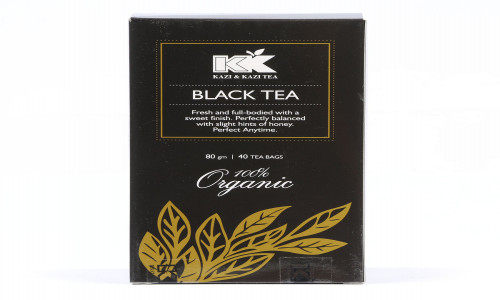 KK
KAZI & KAZI TEA
BLACK TEA
Fresh and full-bodied with a
sweet finish. Perfectly balanced
with slight hints of honey.
Perfect Anytime.
80 gm | 40 TEA BAGS
100%
Organic